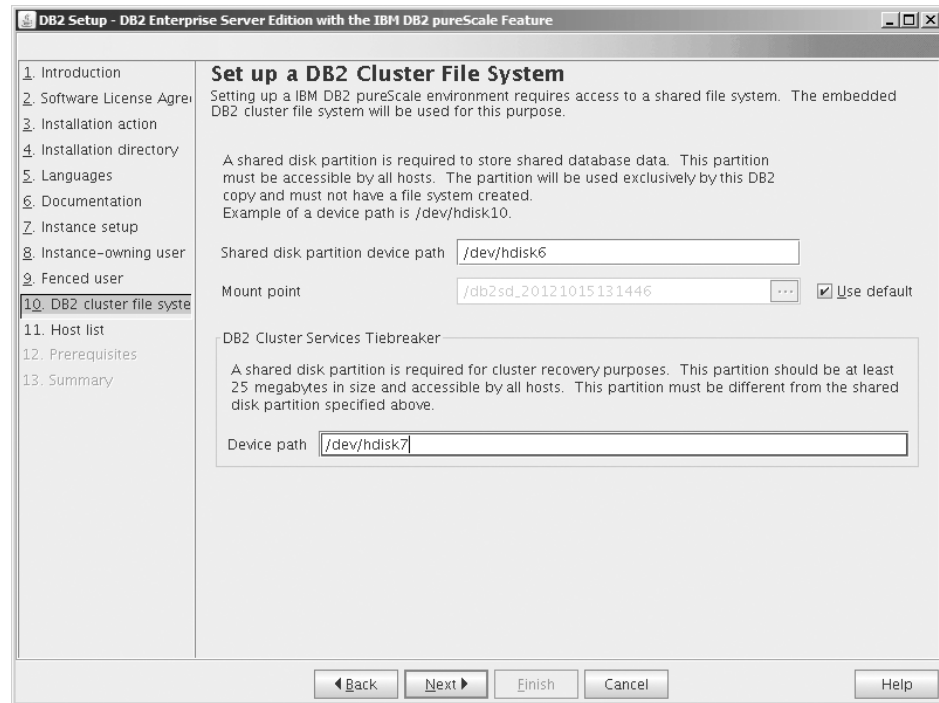 DB2 Setup - DB2 Enterprise Server Edition with the IBM DB2 pureScale Feature
1. Introduction
2. Software License Agre
3. Installation action
4. Installation directory
5. Languages
6. Documentation
7. Instance setup
8. Instance-owning user
9. Fenced user
10. DB2 cluster file syste
11. Host list
12. Prerequisites
13. Summary
Set up a DB2 Cluster File System
Setting up a IBM DB2 pureScale environment requires access to a shared file system. The embedded
DB2 cluster file system will be used for this purpose.
A shared disk partition is required to store shared database data. This partition
must be accessible by all hosts. The partition will be used exclusively by this DB2
copy and must not have a file system created.
Example of a device path is /dev/hdisk10.
Shared disk partition device path /dev/hdisk6
Mount point /db2sd_20121015131446 ... Use default
DB2 Cluster Services Tiebreaker
A shared disk partition is required for cluster recovery purposes. This partition should be at least
25 megabytes in size and accessible by all hosts. This partition must be different from the shared
disk partition specified above.
Device path /dev/hdisk7
Back Next Finish Cancel Help